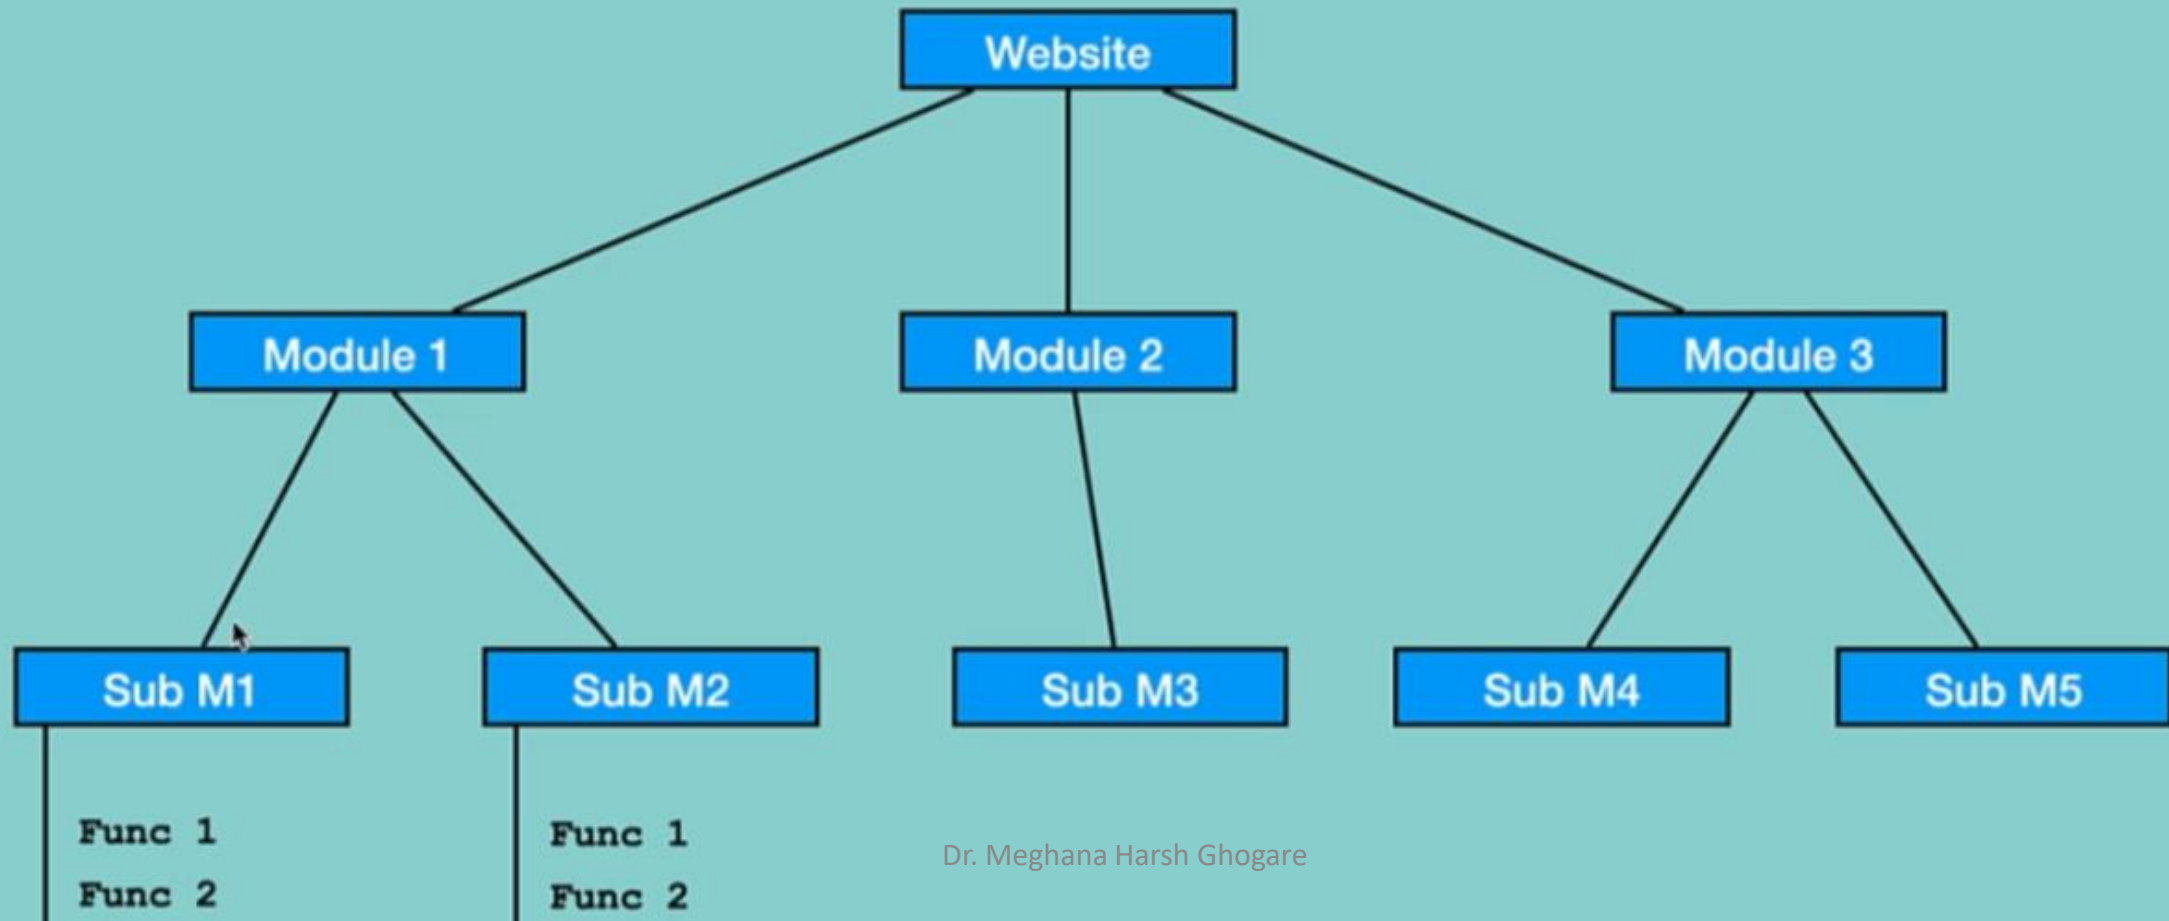 Website
Module 1
Module 2
Module 3
Sub M1
Sub M2
Sub M3
Sub M4
Sub M5
Func 1
Func 2
Func 1
Func 2
Dr. Meghana Harsh Ghogare